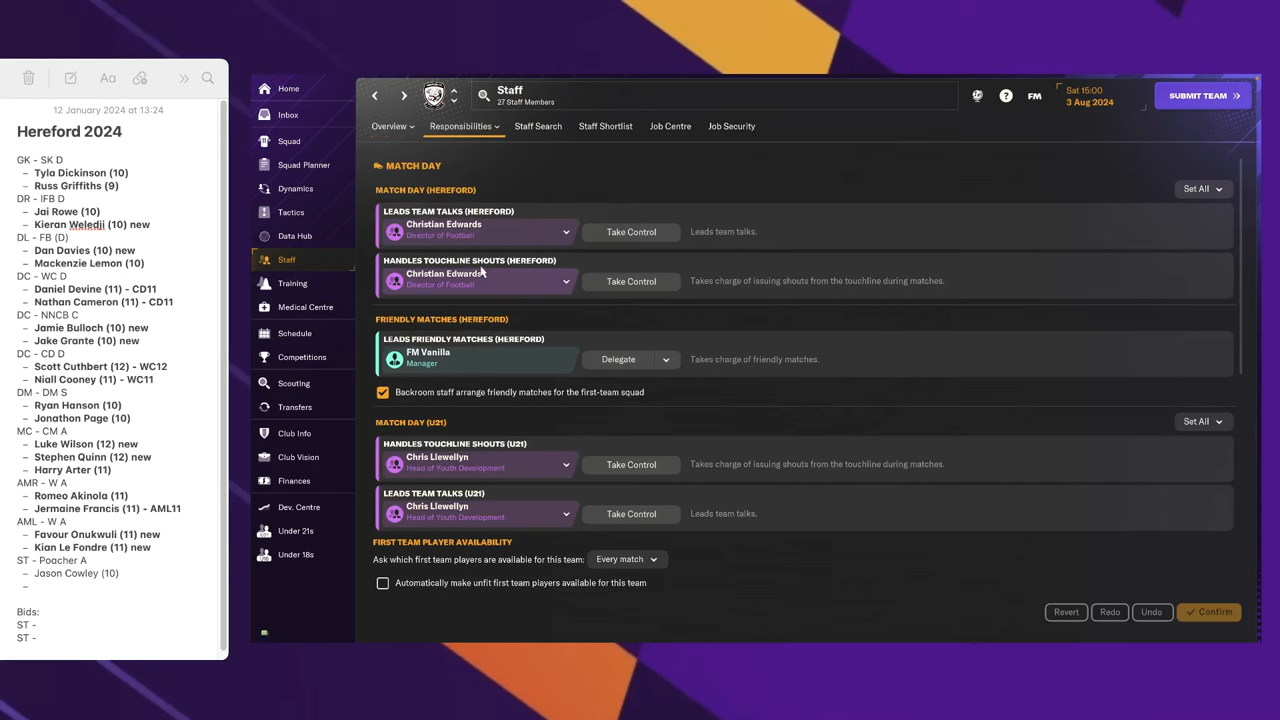 Aa
12 January 2024 at 13:24
Hereford 2024
GK - SK D
– Tyla Dickinson (10)
– Russ Griffiths (9)
DR - IFB D
– Jai Rowe (10)
– Kieran Weledji (10) new
DL - FB (D)
– Dan Davies (10) new
– Mackenzie Lemon (10)
DC - WC D
– Daniel Devine (11) - CD11
– Nathan Cameron (11) - CD11
DC - NNCB C
– Jamie Bulloch (10) new
– Jake Grante (10) new
DC - CD D
– Scott Cuthbert (12) - WC12
– Niall Cooney (11) - WC11
DM - DM S
– Ryan Hanson (10)
– Jonathon Page (10)
MC - CM A
– Luke Wilson (12) new
– Stephen Quinn (12) new
– Harry Arter (11)
AMR - W A
– Romeo Akinola (11)
– Jermaine Francis (11) - AML11
AML - W A
– Favour Onukwuli (11) new
– Kian Le Fondre (11) new
ST - Poacher A
– Jason Cowley (10)
–
Bids:
ST -
ST -
Home
Inbox
Squad
Squad Planner
Dynamics
Tactics
Data Hub
Staff
Training
Medical Centre
Schedule
Competitions
Scouting
Transfers
Club Info
Club Vision
Finances
Dev. Centre
Under 21s
Under 18s
Staff
27 Staff Members
FM
Sat 15:00
3 Aug 2024
SUBMIT TEAM
Overview
Responsibilities
Staff Search
Staff Shortlist
Job Centre
Job Security
MATCH DAY
MATCH DAY (HEREFORD)
Set All
LEADS TEAM TALKS (HEREFORD)
Christian Edwards
Director of Football
Take Control
Leads team talks.
HANDLES TOUCHLINE SHOUTS (HEREFORD)
Christian Edwards
Director of Football
Take Control
Takes charge of issuing shouts from the touchline during matches.
FRIENDLY MATCHES (HEREFORD)
LEADS FRIENDLY MATCHES (HEREFORD)
FM Vanilla
Manager
Delegate
Takes charge of friendly matches.
Backroom staff arrange friendly matches for the first-team squad
MATCH DAY (U21)
Set All
HANDLES TOUCHLINE SHOUTS (U21)
Chris Llewellyn
Head of Youth Development
Take Control
Takes charge of issuing shouts from the touchline during matches.
LEADS TEAM TALKS (U21)
Chris Llewellyn
Head of Youth Development
Take Control
Leads team talks.
FIRST TEAM PLAYER AVAILABILITY
Ask which first team players are available for this team:
Every match
Automatically make unfit first team players available for this team
Revert
Redo
Undo
Confirm